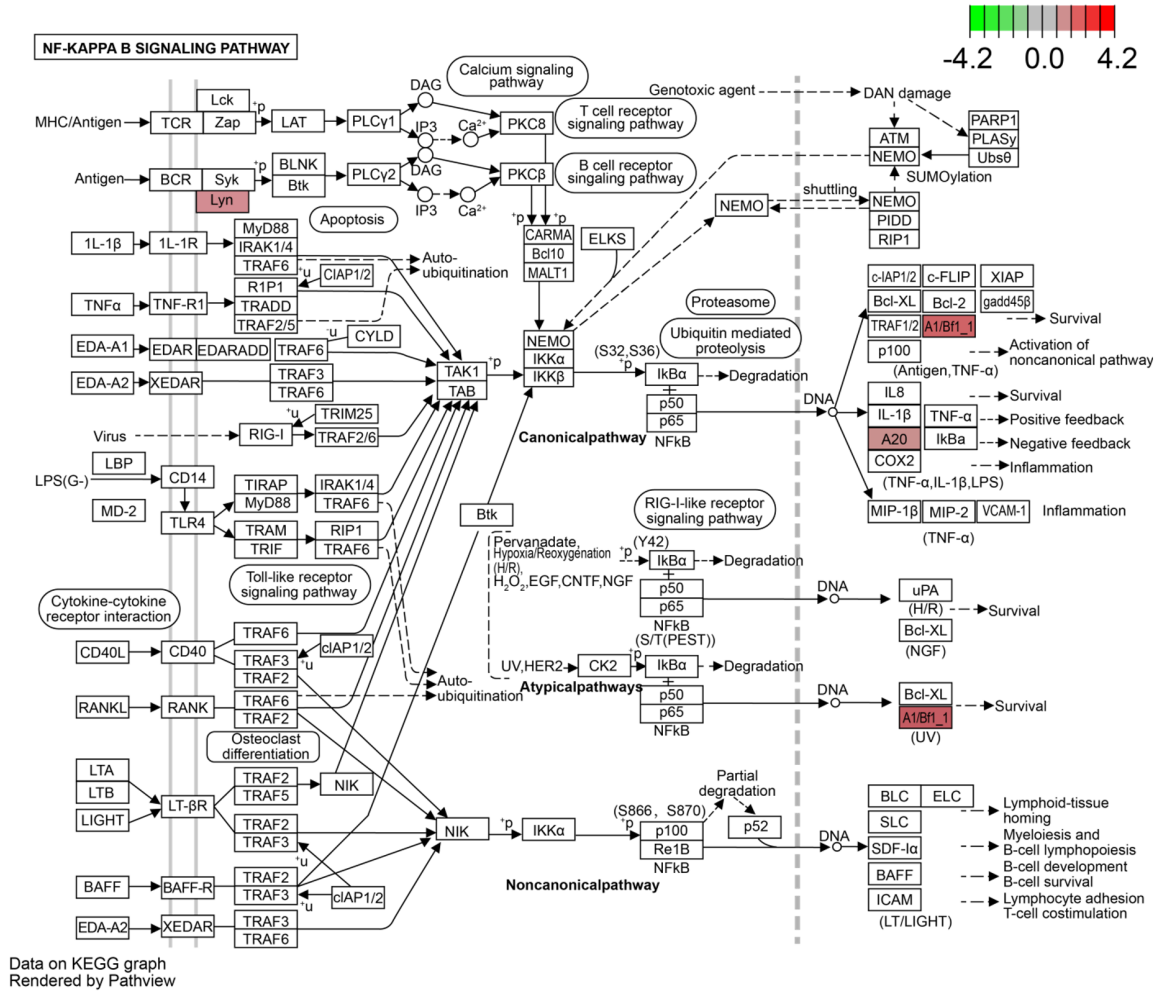 NF-KAPPA B SIGNALING PATHWAY
-4.2 0.0 4.2
Calcium signaling
pathway
T cell receptor
signaling pathway
B cell receptor
singaling pathway
MHC/Antigen
TCR
Lck
Zap
+p
LAT
PLCγ1
DAG
IP3
Ca2+
PKC8
Antigen
BCR
Syk
Lyn
+p
BLNK
Btk
PLCγ2
DAG
IP3
Ca2+
PKCβ
+p
+p
CARMA
Bcl10
MALT1
ELKS
Genotoxic agent
DAN damage
ATM
NEMO
PARP1
PLASy
Ubsθ
SUMOylation
NEMO
shuttling
NEMO
PIDD
RIP1
Apoptosis
1L-1β
1L-1R
MyD88
IRAK1/4
TRAF6
Auto-
ubiquitination
TNFα
TNF-R1
R1P1
TRADD
TRAF2/5
+u
CIAP1/2
EDA-A1
EDAR
EDARADD
TRAF6
-u
CYLD
EDA-A2
XEDAR
TRAF3
TRAF6
TAK1
TAB
+p
NEMO
IKKα
IKKβ
Virus
RIG-I
+u
TRIM25
TRAF2/6
Proteasome
Ubiquitin mediated
proteolysis
(S32,S36)
+p
IkBα
Degradation
+
p50
p65
NFkB
Canonicalpathway
DNA
c-IAP1/2
c-FLIP
XIAP
Bcl-XL
Bcl-2
gadd45β
TRAF1/2
A1/Bf1_1
Survival
p100
Activation of
noncanonical pathway
(Antigen,TNF-α)
IL8
Survival
IL-1β
TNF-α
Positive feedback
A20
IkBa
Negative feedback
COX2
Inflammation
(TNF-α,IL-1β,LPS)
MIP-1β
MIP-2
VCAM-1
Inflammation
(TNF-α)
LPS(G-)
LBP
CD14
MD-2
TLR4
TIRAP
MyD88
IRAK1/4
TRAF6
TRAM
TRIF
RIP1
TRAF6
Toll-like receptor
signaling pathway
Btk
RIG-I-like receptor
signaling pathway
Pervanadate,
Hypoxia/Reoxygenation
(H/R)
H2O2,EGF,CNTF,NGF
+p
(Y42)
IkBα
Degradation
+
p50
p65
NFkB
DNA
uPA
(H/R)
Bcl-XL
(NGF)
Survival
(S/T(PEST))
UV,HER2
CK2
+p
IkBα
Degradation
+
p50
p65
NFkB
Atypicalpathways
DNA
Bcl-XL
A1/Bf1_1
(UV)
Survival
Cytokine-cytokine
receptor interaction
CD40L
CD40
TRAF6
TRAF3
TRAF2
+u
cIAP1/2
Auto-
ubiquitination
RANKL
RANK
TRAF6
TRAF2
Osteoclast
differentiation
LTA
LTB
LIGHT
LT-βR
TRAF2
TRAF5
NIK
TRAF2
TRAF3
+u
BAFF
BAFF-R
+u
TRAF2
TRAF3
+u
cIAP1/2
EDA-A2
XEDAR
TRAF3
TRAF6
NIK
+p
IKKα
(S866, S870)
+p
p100
Re1B
NFkB
Partial
degradation
p52
Noncanonicalpathway
DNA
BLC
ELC
SLC
SDF-Iα
BAFF
ICAM
(LT/LIGHT)
Lymphoid-tissue
homing
Myeloiesis and
B-cell lymphopoiesis
B-cell development
B-cell survival
Lymphocyte adhesion
T-cell costimulation
Data on KEGG graph
Rendered by Pathview